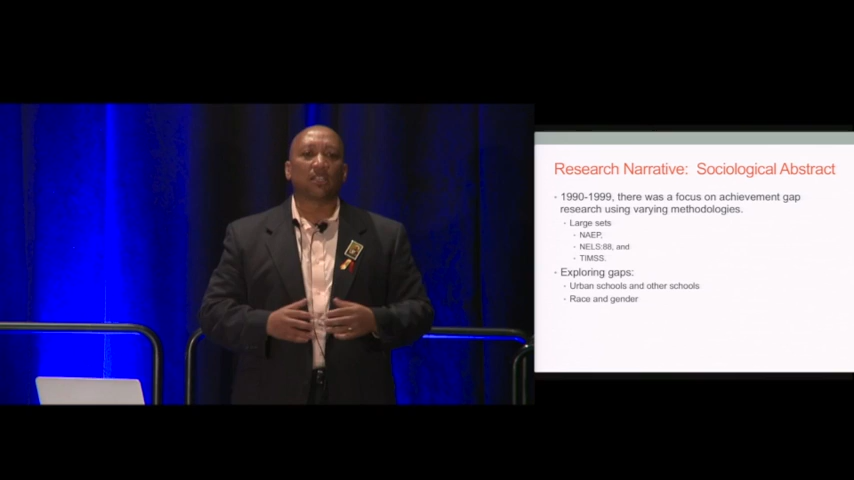 Research Narrative: Sociological Abstract
1990-1999, there was a focus on achievement gap
research using varying methodologies.
Large sets
NAEP,
NELS:88, and
TIMSS.
Exploring gaps:
Urban schools and other schools
Race and gender